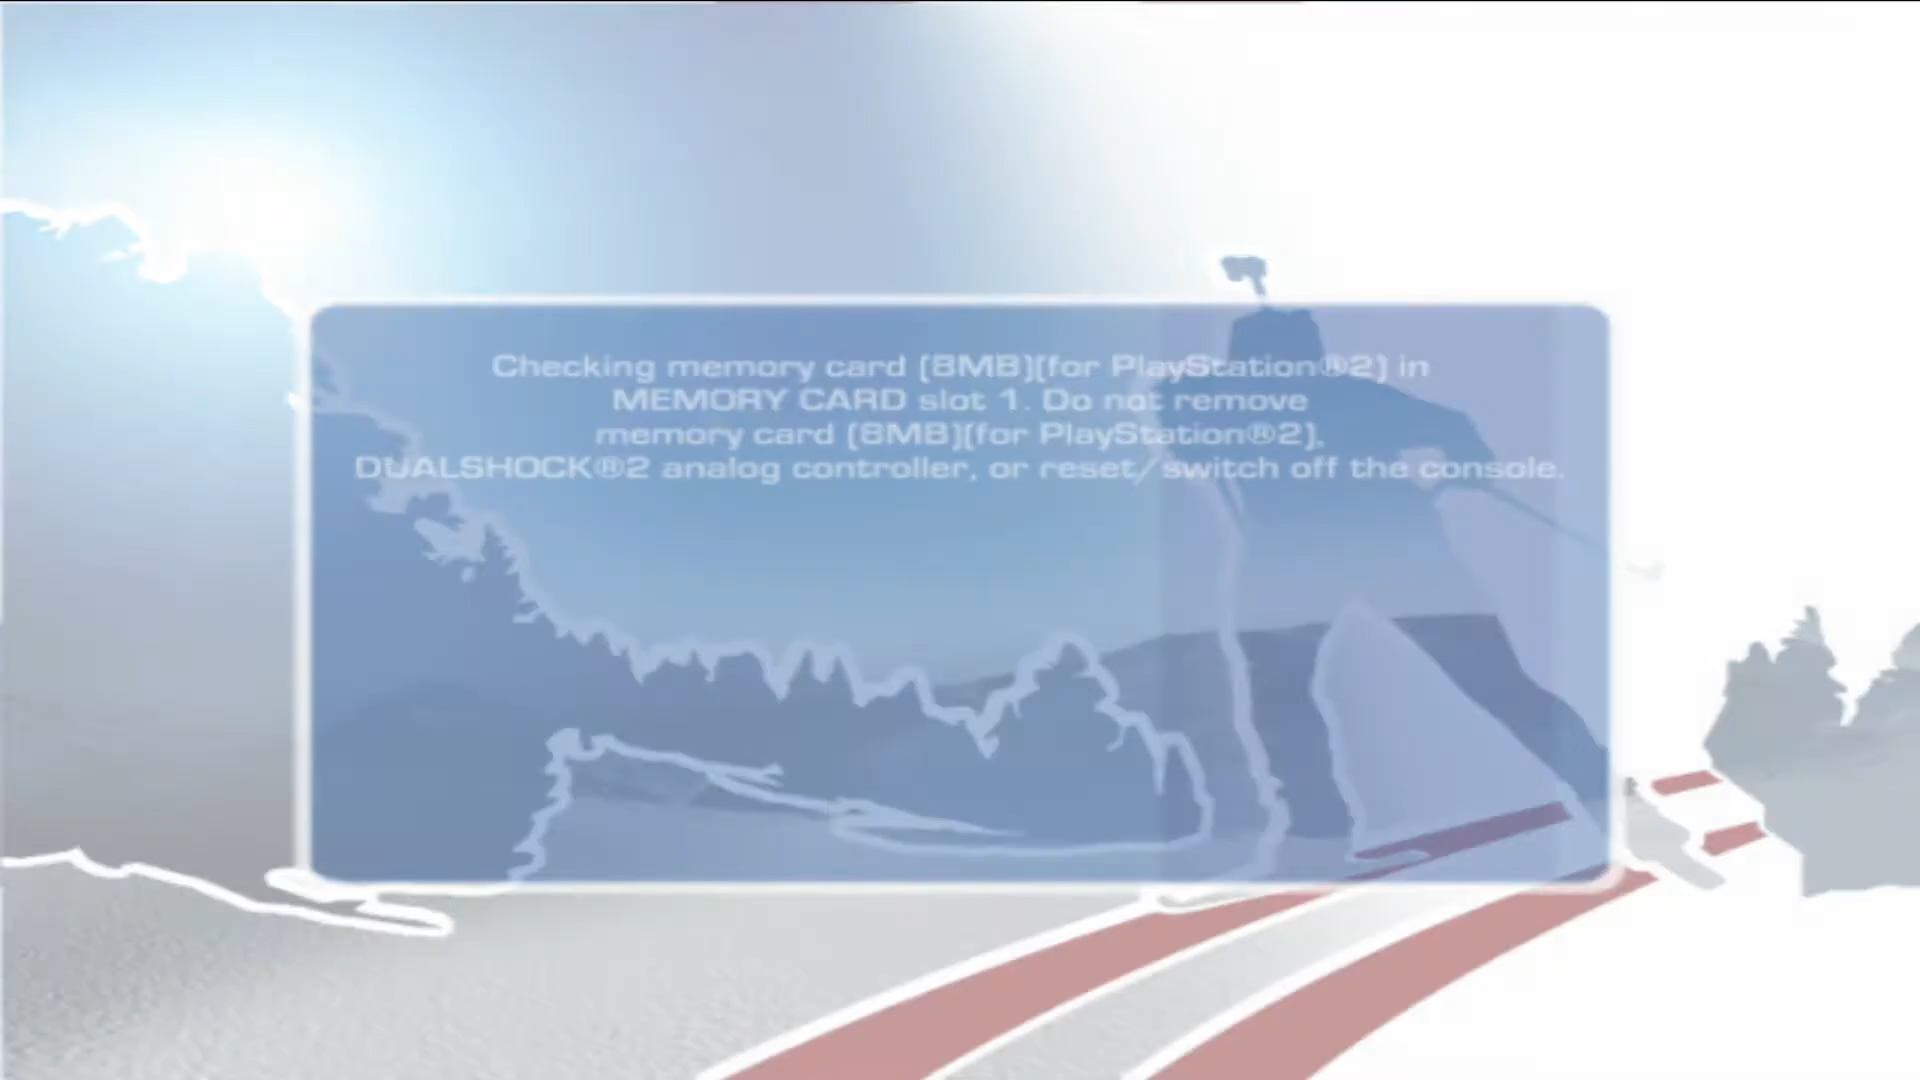 Checking memory card (8MB)(for PlayStation®2) in
MEMORY CARD slot 1. Do not remove
memory card (8MB)(for PlayStation®2),
DUALSHOCK®2 analog controller, or reset/switch off the console.